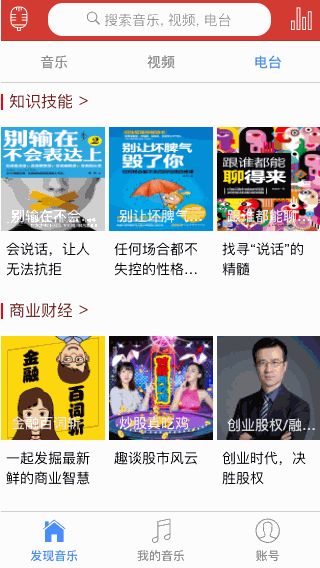 搜索音乐, 视频, 电台
音乐
视频
电台
知识技能 >
别输在
不会表达上
2
别输在不会...
别让坏脾气
毁了你
别让坏脾气...
跟谁都能
聊得来
跟谁都能聊...
会说话，让人
无法抗拒
任何场合都不
失控的性格...
找寻“说话”的
精髓
商业财经 >
金融
百词斩
金融百词斩
炒股真吃鸡...
创业股权/融...
一起发掘最新
鲜的商业智慧
趣谈股市风云
创业时代，决
胜股权
发现音乐
我的音乐
账号